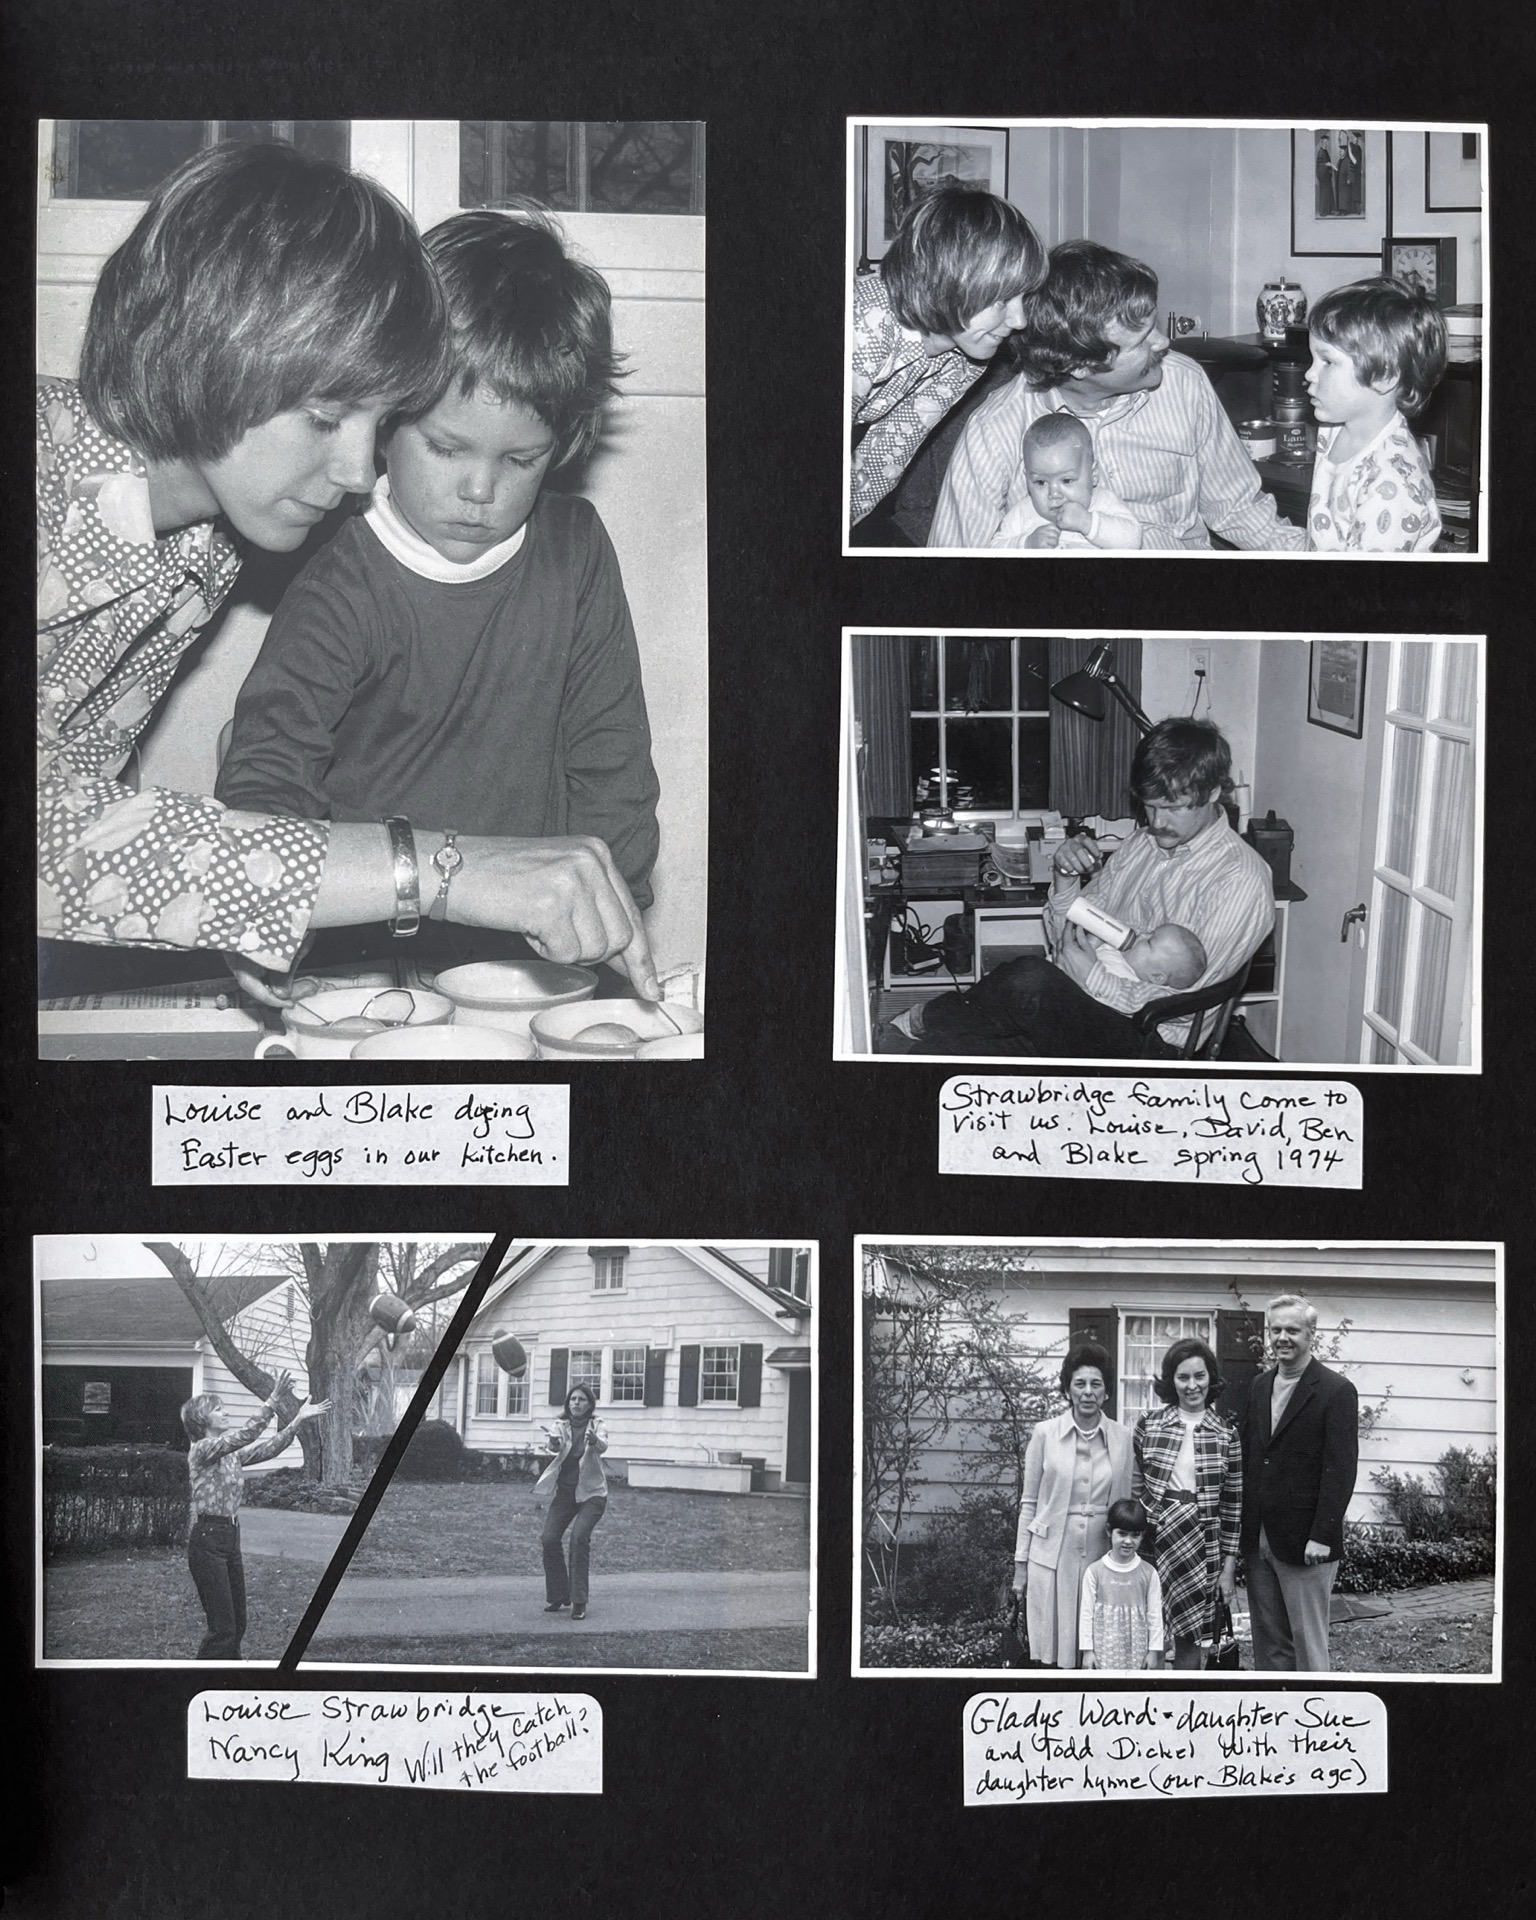 Louise and Blake dyeing
Easter eggs in our kitchen.
Strawbridge family come to
visit us. Louise, David, Ben
and Blake spring 1974
Louise Strawbridge
Nancy King Will they catch
the football?
Gladys Ward - daughter Sue
and Todd Dickel with their
daughter Lynne (our Blake's age)